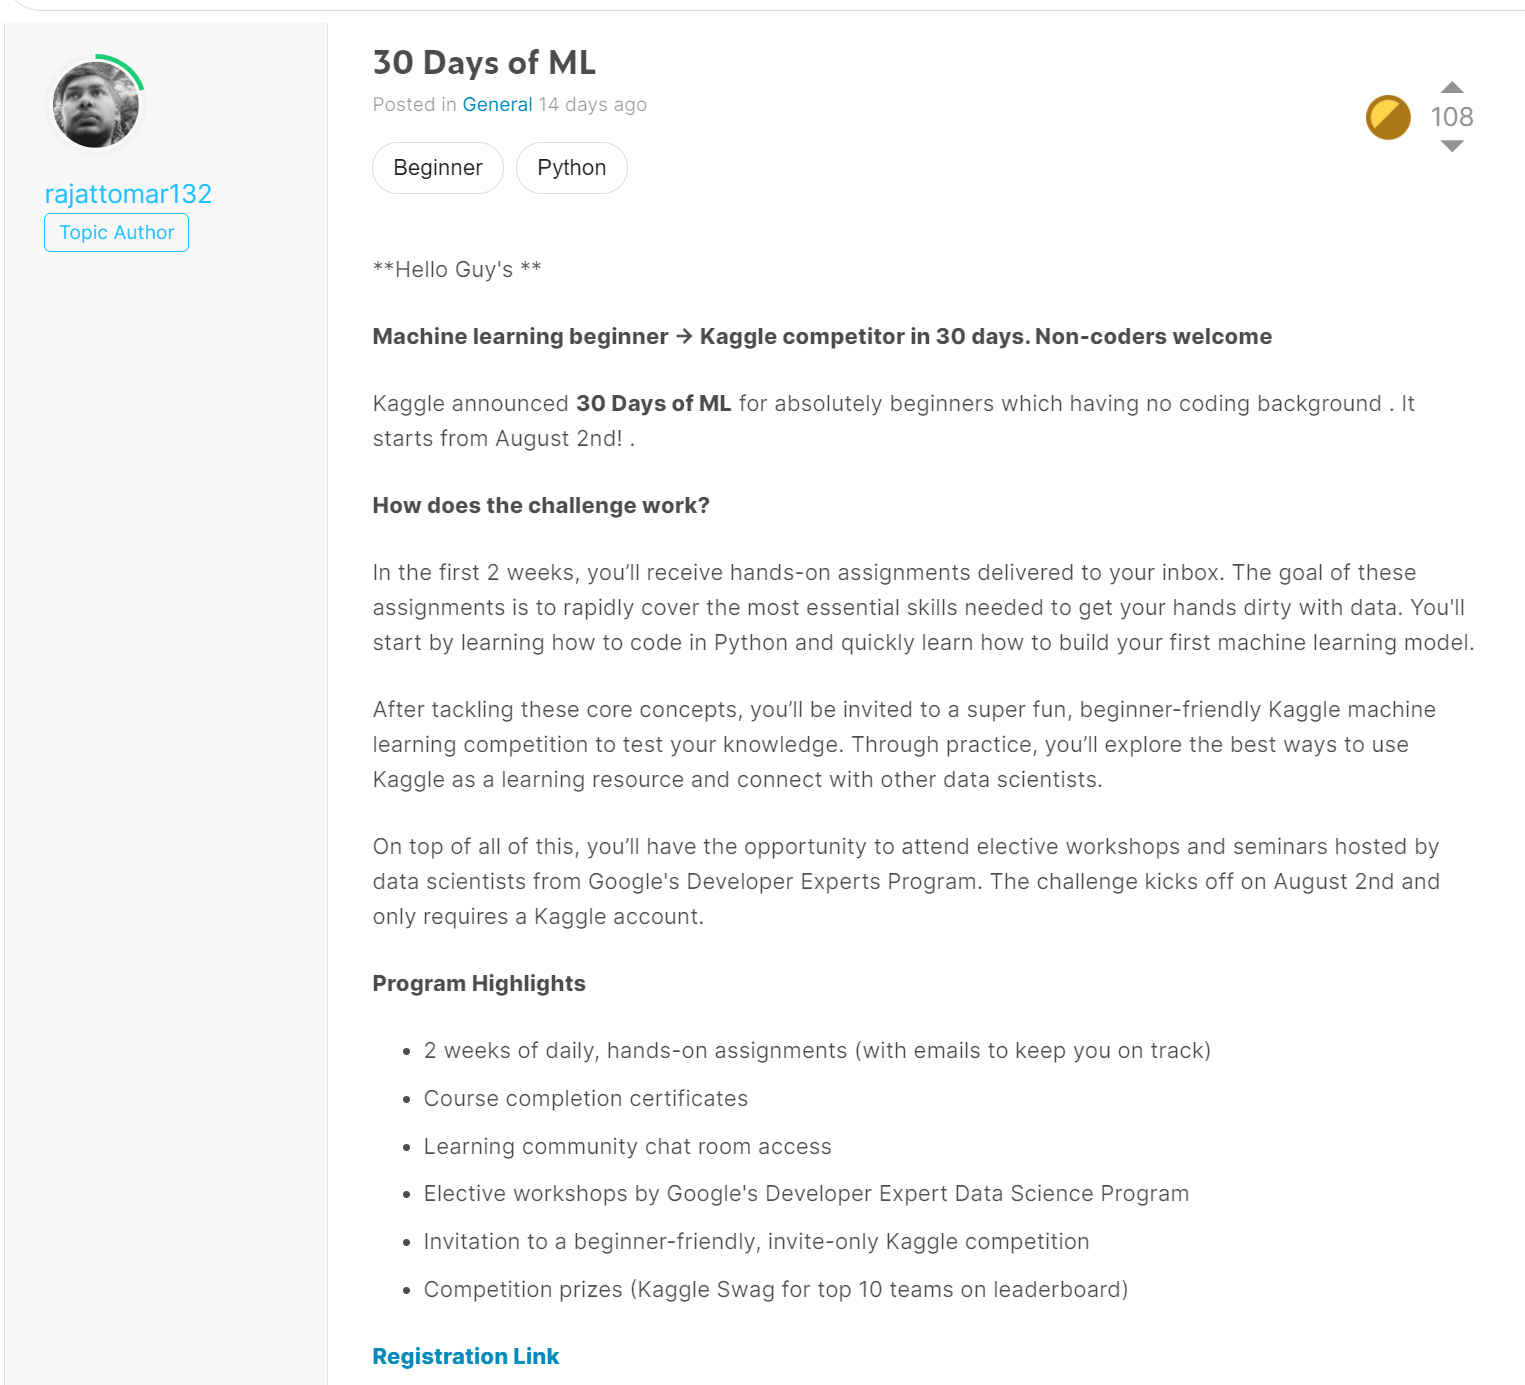 rajattomar132
Topic Author
30 Days of ML
Posted in General 14 days ago
108
Beginner
Python
**Hello Guy's **
Machine learning beginner → Kaggle competitor in 30 days. Non-coders welcome
Kaggle announced 30 Days of ML for absolutely beginners which having no coding background . It
starts from August 2nd! .
How does the challenge work?
In the first 2 weeks, you’ll receive hands-on assignments delivered to your inbox. The goal of these
assignments is to rapidly cover the most essential skills needed to get your hands dirty with data. You'll
start by learning how to code in Python and quickly learn how to build your first machine learning model.
After tackling these core concepts, you’ll be invited to a super fun, beginner-friendly Kaggle machine
learning competition to test your knowledge. Through practice, you’ll explore the best ways to use
Kaggle as a learning resource and connect with other data scientists.
On top of all of this, you’ll have the opportunity to attend elective workshops and seminars hosted by
data scientists from Google's Developer Experts Program. The challenge kicks off on August 2nd and
only requires a Kaggle account.
Program Highlights
• 2 weeks of daily, hands-on assignments (with emails to keep you on track)
• Course completion certificates
• Learning community chat room access
• Elective workshops by Google's Developer Expert Data Science Program
• Invitation to a beginner-friendly, invite-only Kaggle competition
• Competition prizes (Kaggle Swag for top 10 teams on leaderboard)
Registration Link